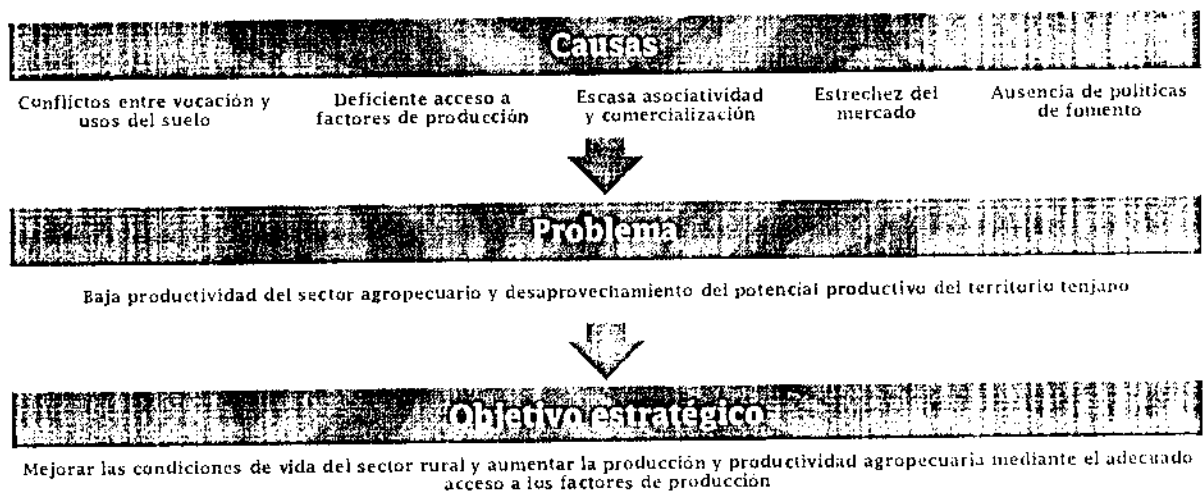 Causas
Conflictos entre vocación y
usos del suelo
Deficiente acceso a
factores de producción
Escasa asociatividad
y comercialización
Estrechez del
mercado
Ausencia de políticas
de fomento
Problema
Baja productividad del sector agropecuario y desaprovechamiento del potencial productivo del territorio tenjano
Objetivo estratégico
Mejorar las condiciones de vida del sector rural y aumentar la producción y productividad agropecuaria mediante el adecuado
acceso a los factores de producción